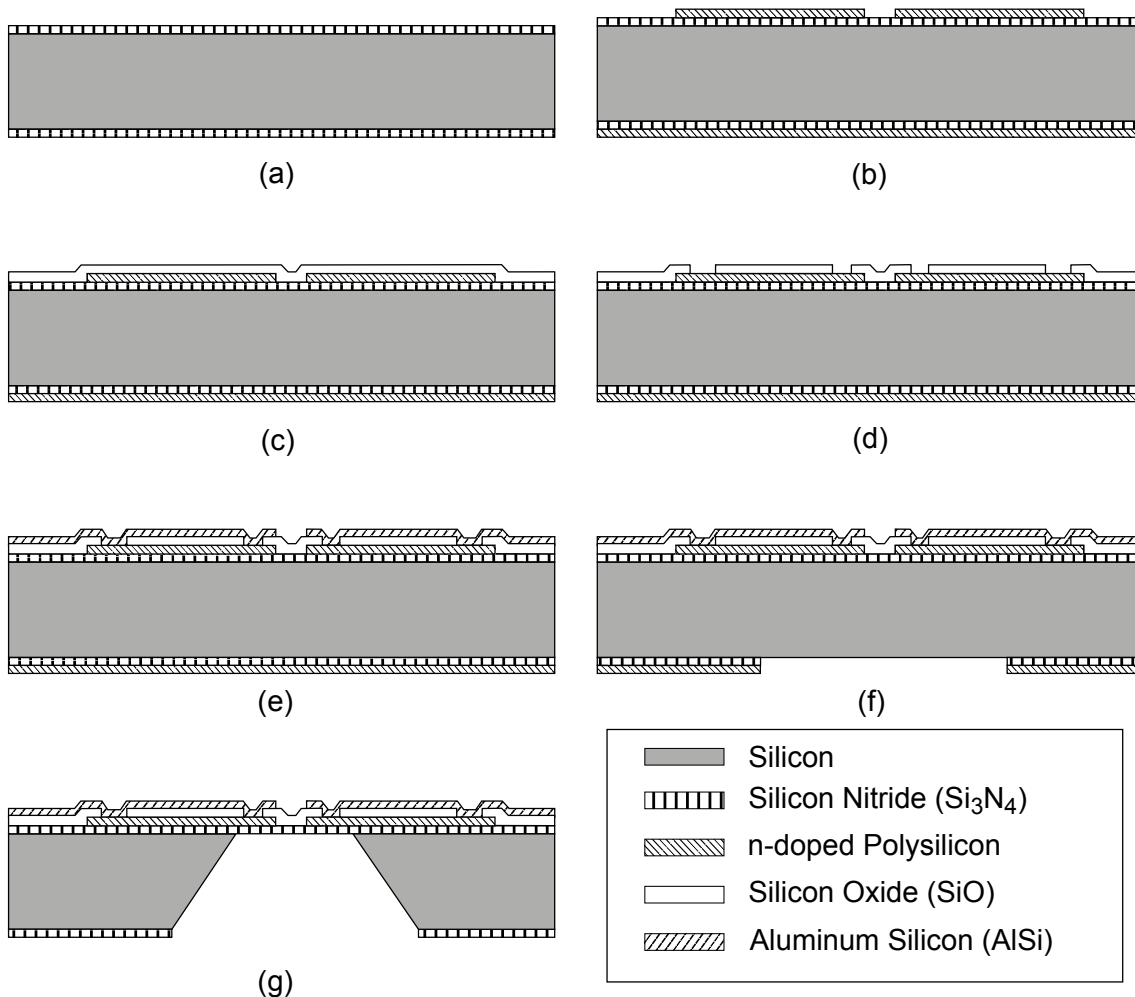 (a)
(b)
(c)
(d)
(e)
(f)
Silicon
Silicon Nitride (Si₃N₄)
n-doped Polysilicon
Silicon Oxide (SiO)
Aluminum Silicon (AlSi)
(g)